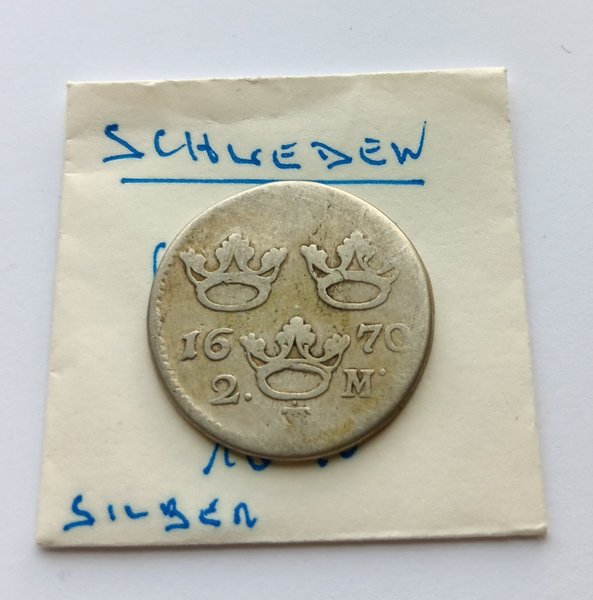 SCHWEDEN
16 70
2. M.
SILBER